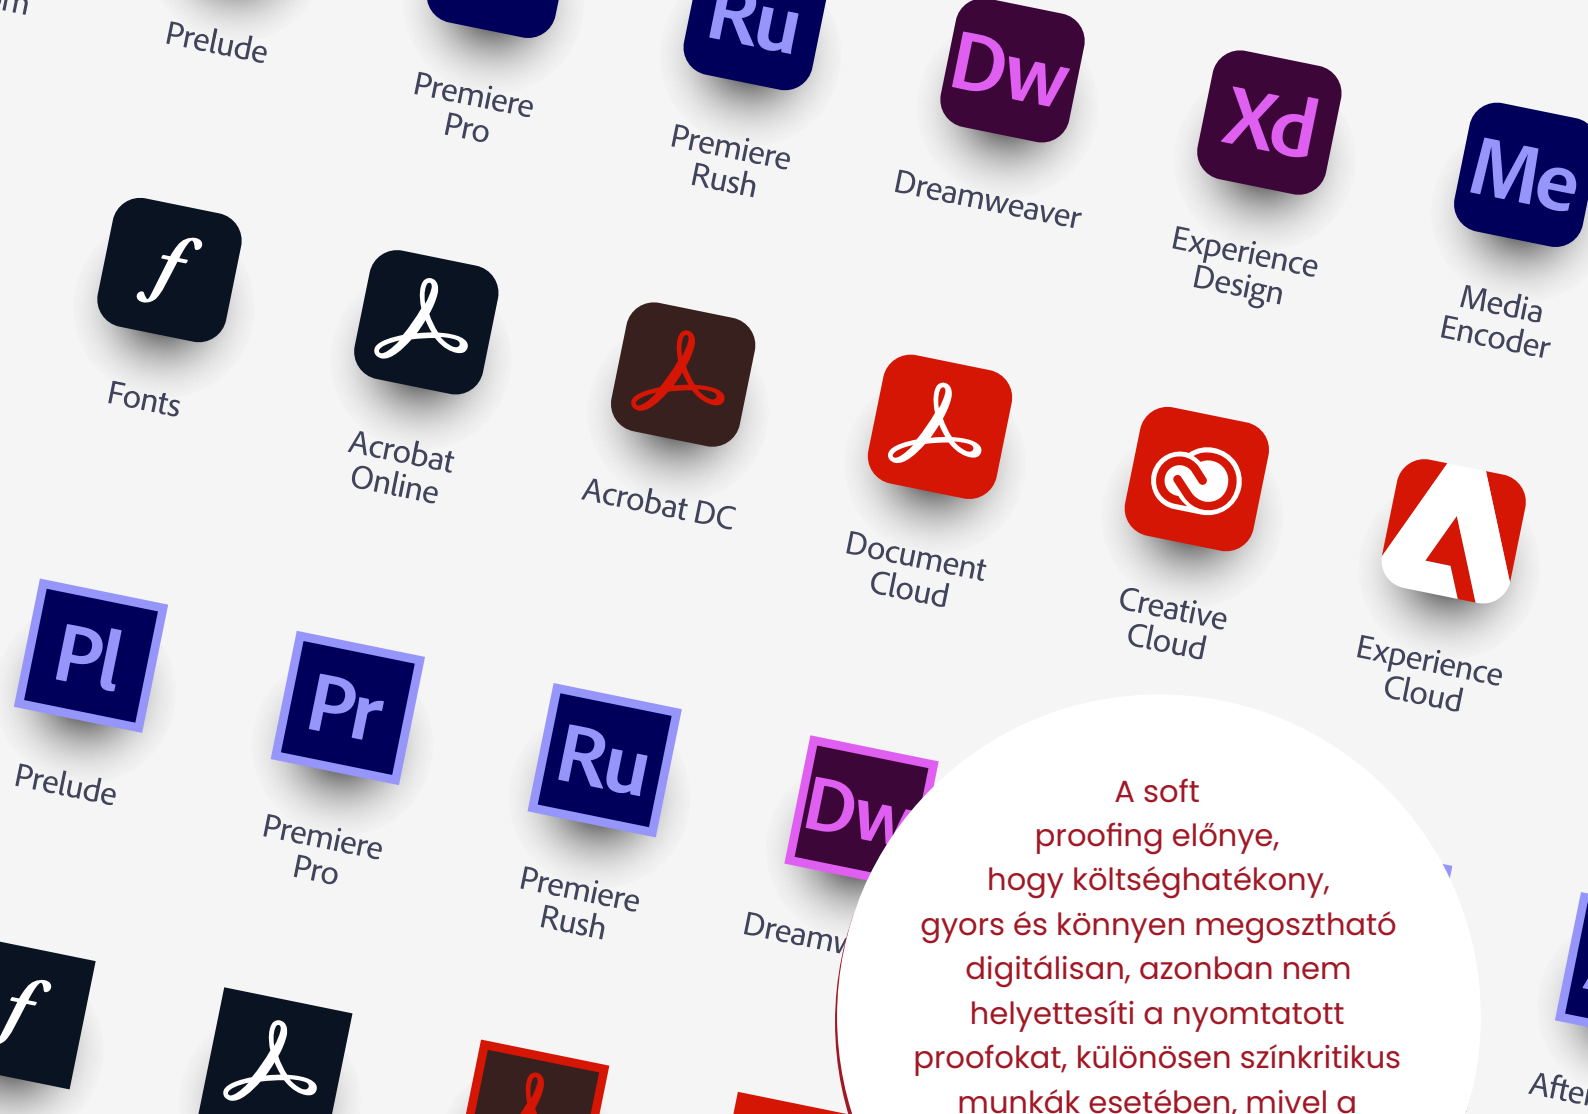 Prelude
Premiere
Pro
Ru
Premiere
Rush
Dw
Dreamweaver
Xd
Experience
Design
Me
Media
Encoder
f
Fonts
Acrobat
Online
Acrobat DC
Document
Cloud
Creative
Cloud
Experience
Cloud
Pl
Prelude
Pr
Premiere
Pro
Ru
Premiere
Rush
Dw
Dreamw
f
A soft
proofing előnye,
hogy költséghatékony,
gyors és könnyen megosztható
digitálisan, azonban nem
helyettesíti a nyomtatott
proofokat, különösen színkritikus
munkák esetében, mivel a
After